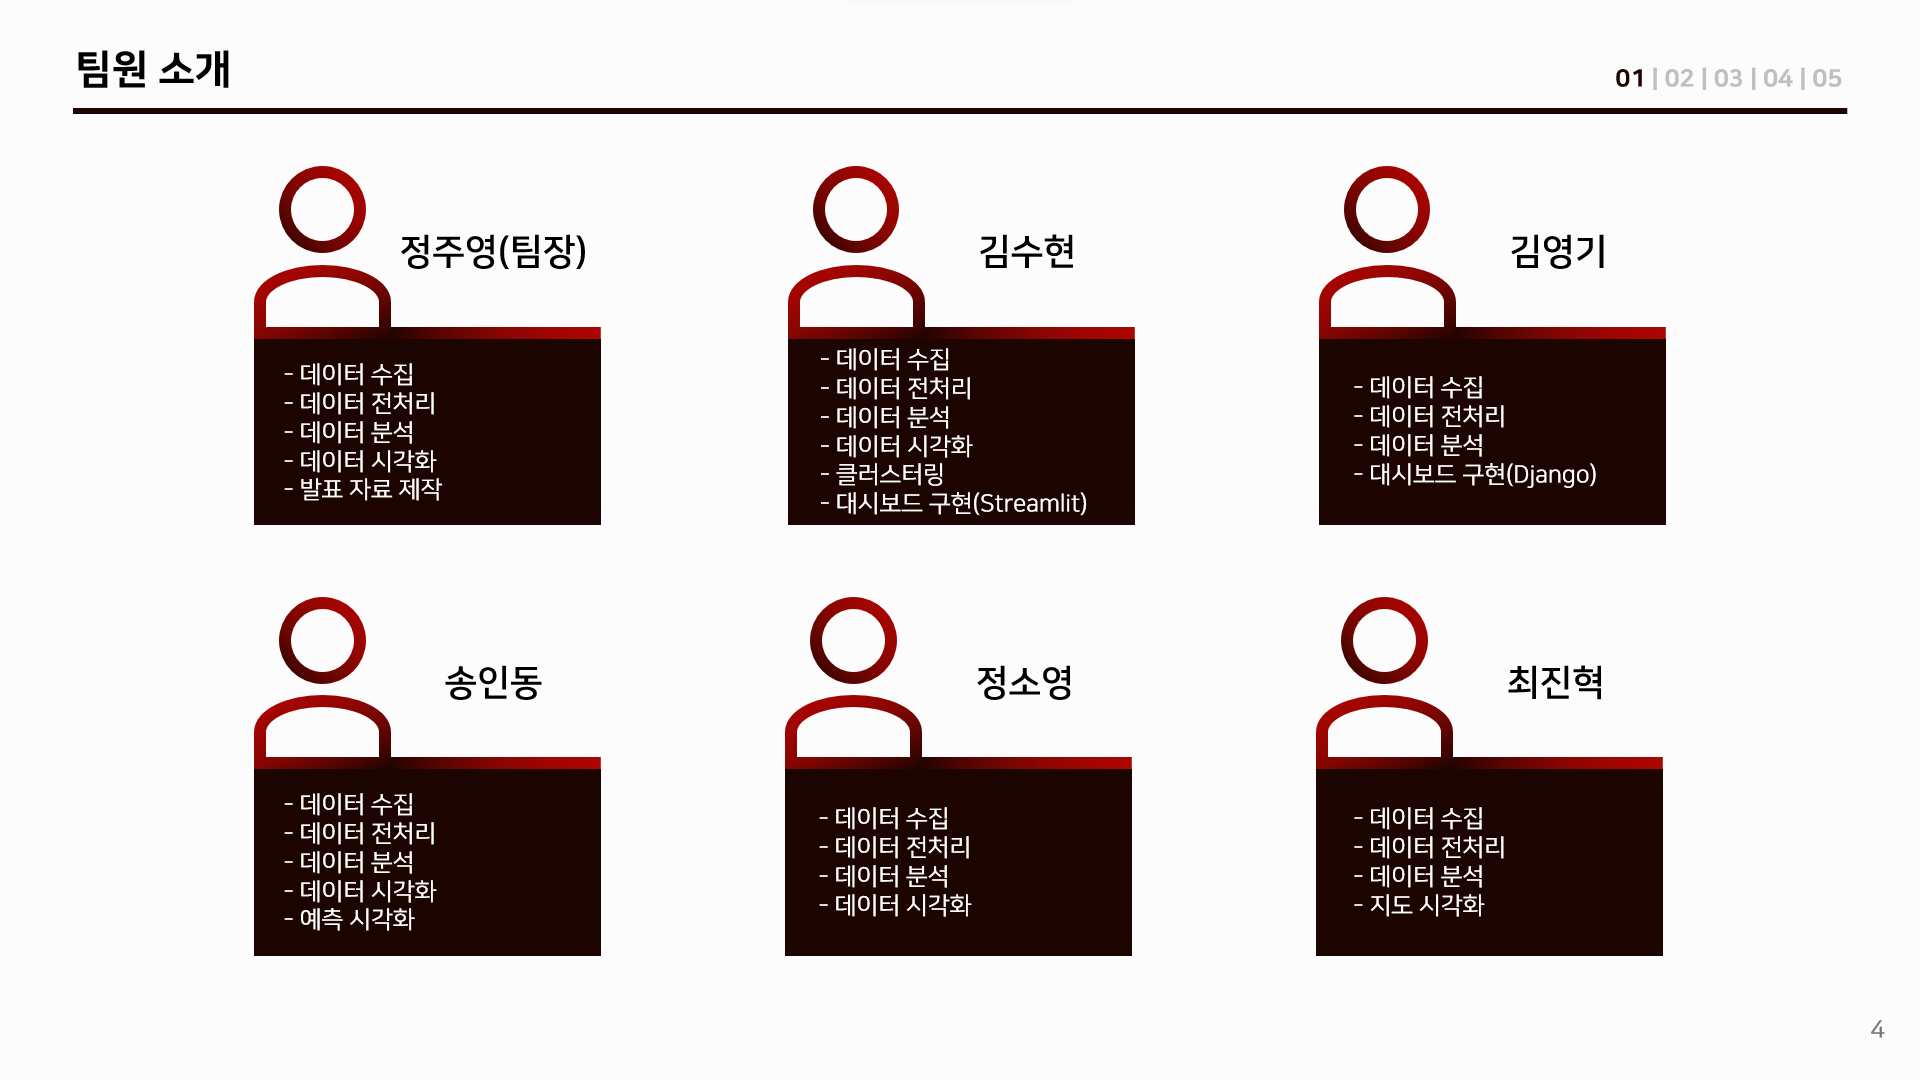 팀원 소개
01 | 02 | 03 | 04 | 05
정주영(팀장)
- 데이터 수집
- 데이터 전처리
- 데이터 분석
- 데이터 시각화
- 발표 자료 제작
김수현
- 데이터 수집
- 데이터 전처리
- 데이터 분석
- 데이터 시각화
- 클러스터링
- 대시보드 구현(Streamlit)
김영기
- 데이터 수집
- 데이터 전처리
- 데이터 분석
- 대시보드 구현(Django)
송인동
- 데이터 수집
- 데이터 전처리
- 데이터 분석
- 데이터 시각화
- 예측 시각화
정소영
- 데이터 수집
- 데이터 전처리
- 데이터 분석
- 데이터 시각화
최진혁
- 데이터 수집
- 데이터 전처리
- 데이터 분석
- 지도 시각화
4